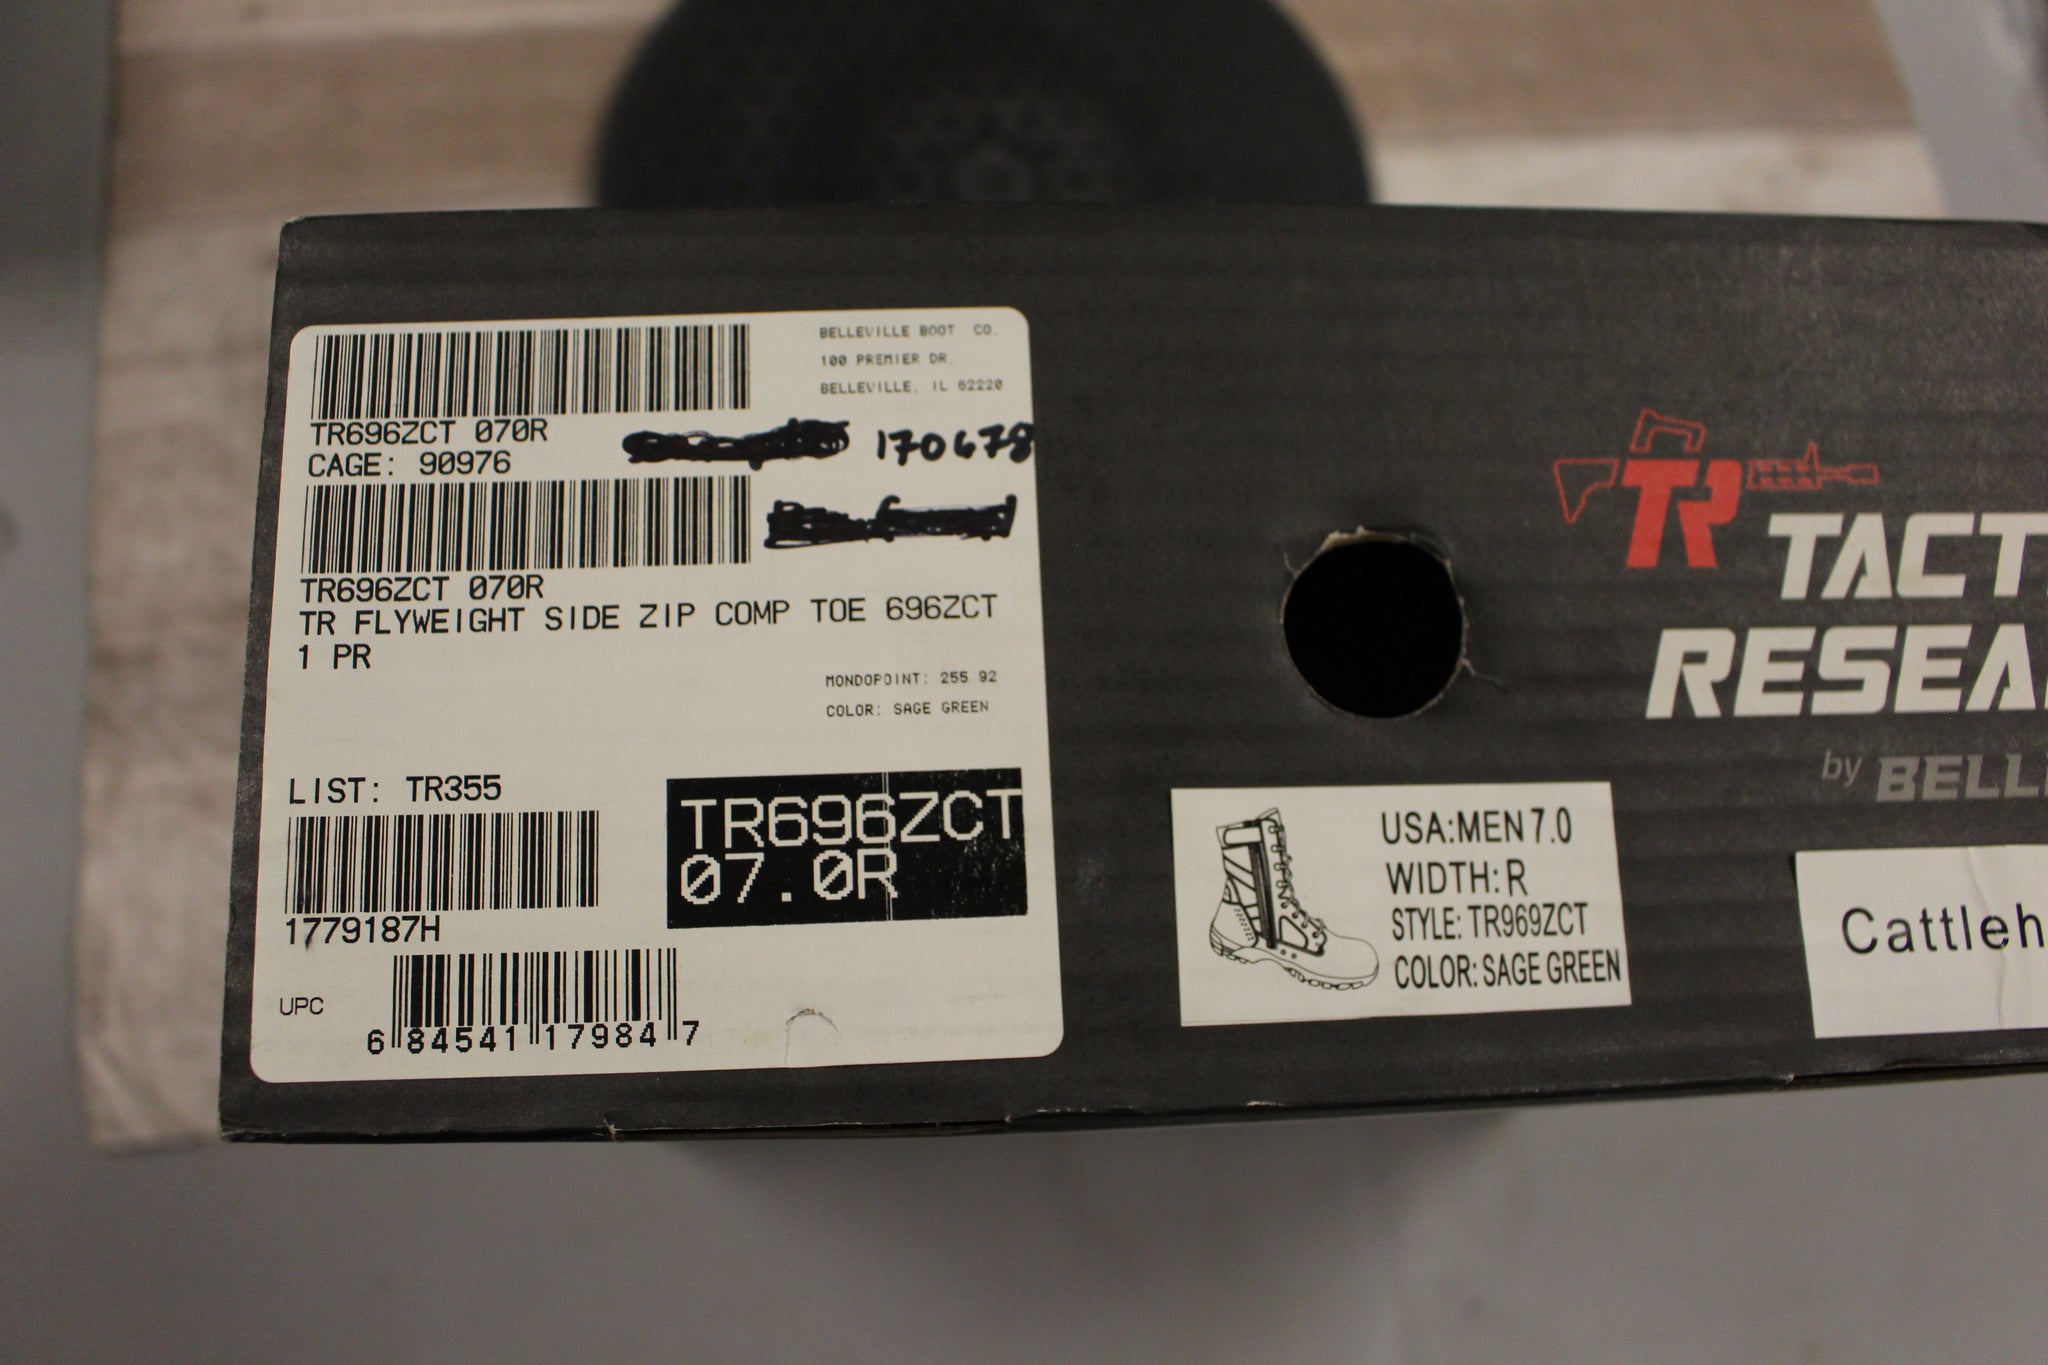 BELLEVILLE BOOT CO.
100 PREMIER DR.
BELLEVILLE, IL 62220
TR696ZCT 070R
170678
CAGE: 90976
TR696ZCT 070R
TR FLYWEIGHT SIDE ZIP COMP TOE 696ZCT
1 PR
MONDOPOINT: 255 92
COLOR: SAGE GREEN
LIST: TR355
TR696ZCT
07.0R
1779187H
UPC
6 84541 17984 7
TR TACT
RESEA
by BELL
USA:MEN 7.0
WIDTH: R
STYLE: TR969ZCT
COLOR: SAGE GREEN
Cattleh